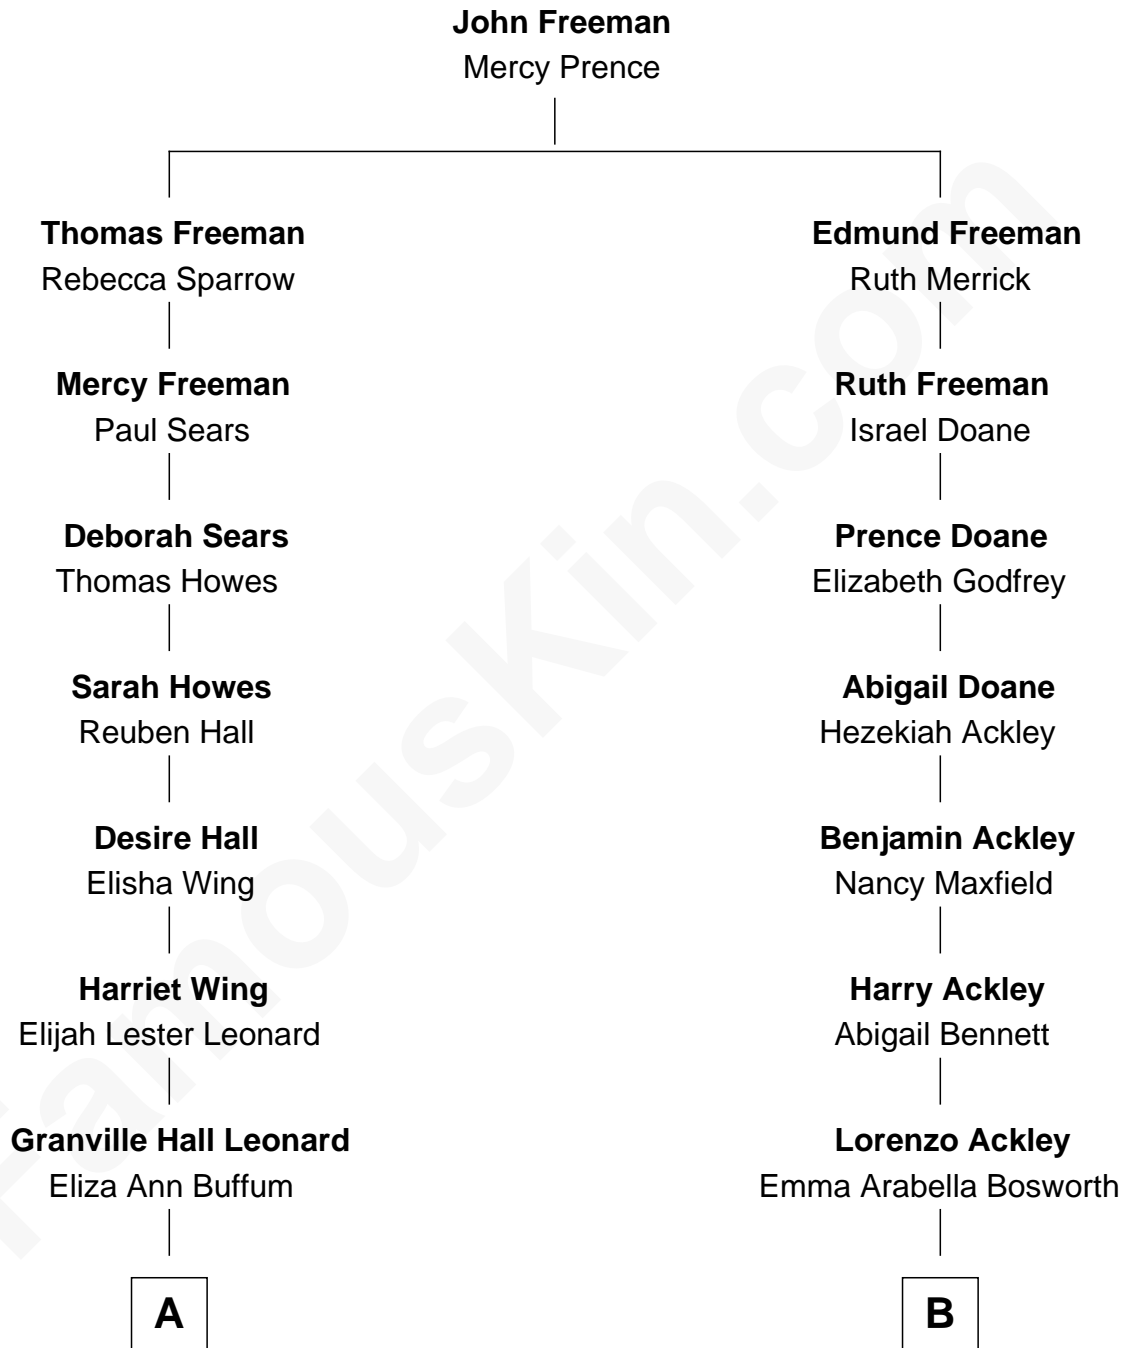 John Freeman
Mercy Prence
Thomas Freeman
Rebecca Sparrow
Edmund Freeman
Ruth Merrick
Mercy Freeman
Paul Sears
Ruth Freeman
Israel Doane
Deborah Sears
Thomas Howes
Prence Doane
Elizabeth Godfrey
Sarah Howes
Reuben Hall
Abigail Doane
Hezekiah Ackley
Desire Hall
Elisha Wing
Benjamin Ackley
Nancy Maxfield
Harriet Wing
Elijah Lester Leonard
Harry Ackley
Abigail Bennett
Granville Hall Leonard
Eliza Ann Buffum
Lorenzo Ackley
Emma Arabella Bosworth
A
B
FamousKin.com